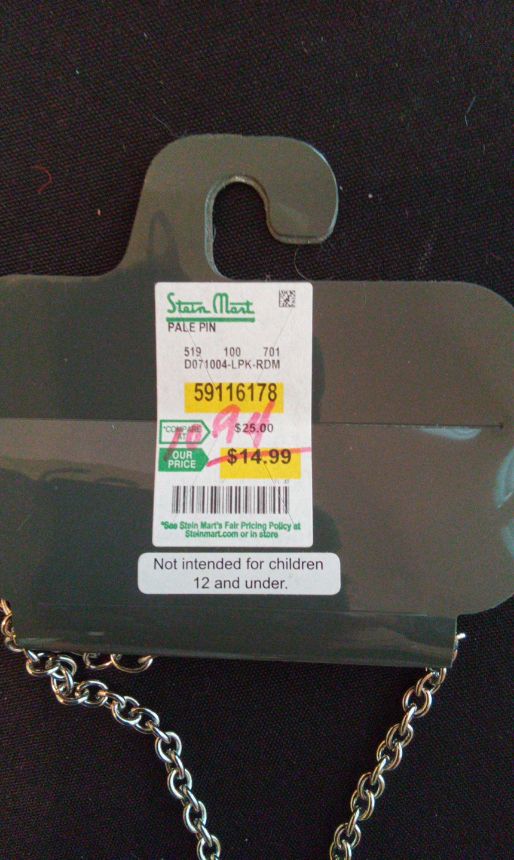 Stein Mart
PALE PIN
519 100 701
D071004-LPK-RDM
59116178
*COMPARE AT
$25.00
10.94
OUR PRICE
$14.99
*See Stein Mart's Fair Pricing Policy at
Steinmart.com or in store
Not intended for children
12 and under.